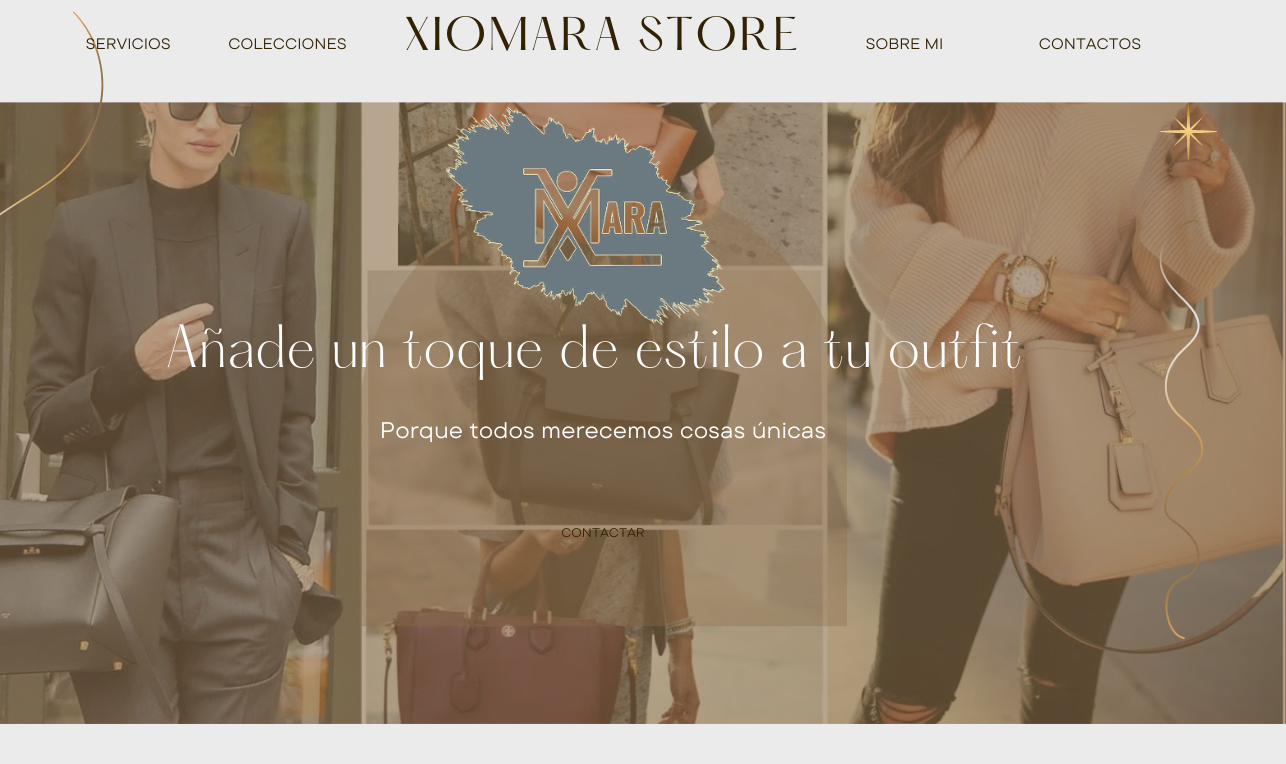 SERVICIOS
COLECCIONES
XIOMARA STORE
SOBRE MI
CONTACTOS
XMARA
Añade un toque de estilo a tu outfit
Porque todos merecemos cosas únicas
CONTACTAR